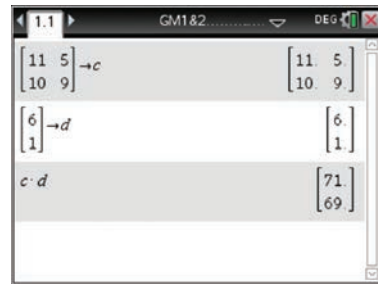 1.1 GM1&2 ............. DEG
[11 5
10 9]→c [11. 5.
10. 9.]
[6
1]→d [6.
1.]
c·d [71.
69.]